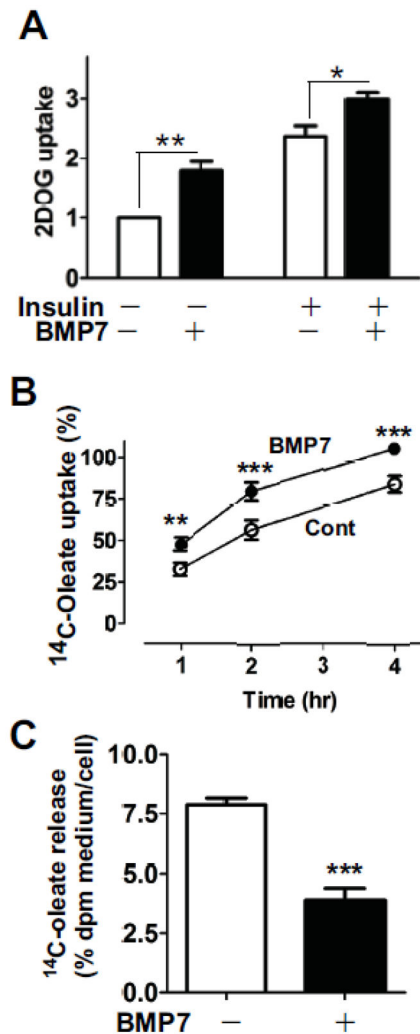 A
2DOG uptake
3
2
1
0
**
*
Insulin − − + +
BMP7 − + − +
B
14C-Oleate uptake (%)
100
75
50
25
0
**
***
***
BMP7
Cont
1 2 3 4
Time (hr)
C
14C-oleate release
(% dpm medium/cell)
10.0
7.5
5.0
2.5
0.0
***
BMP7 − +